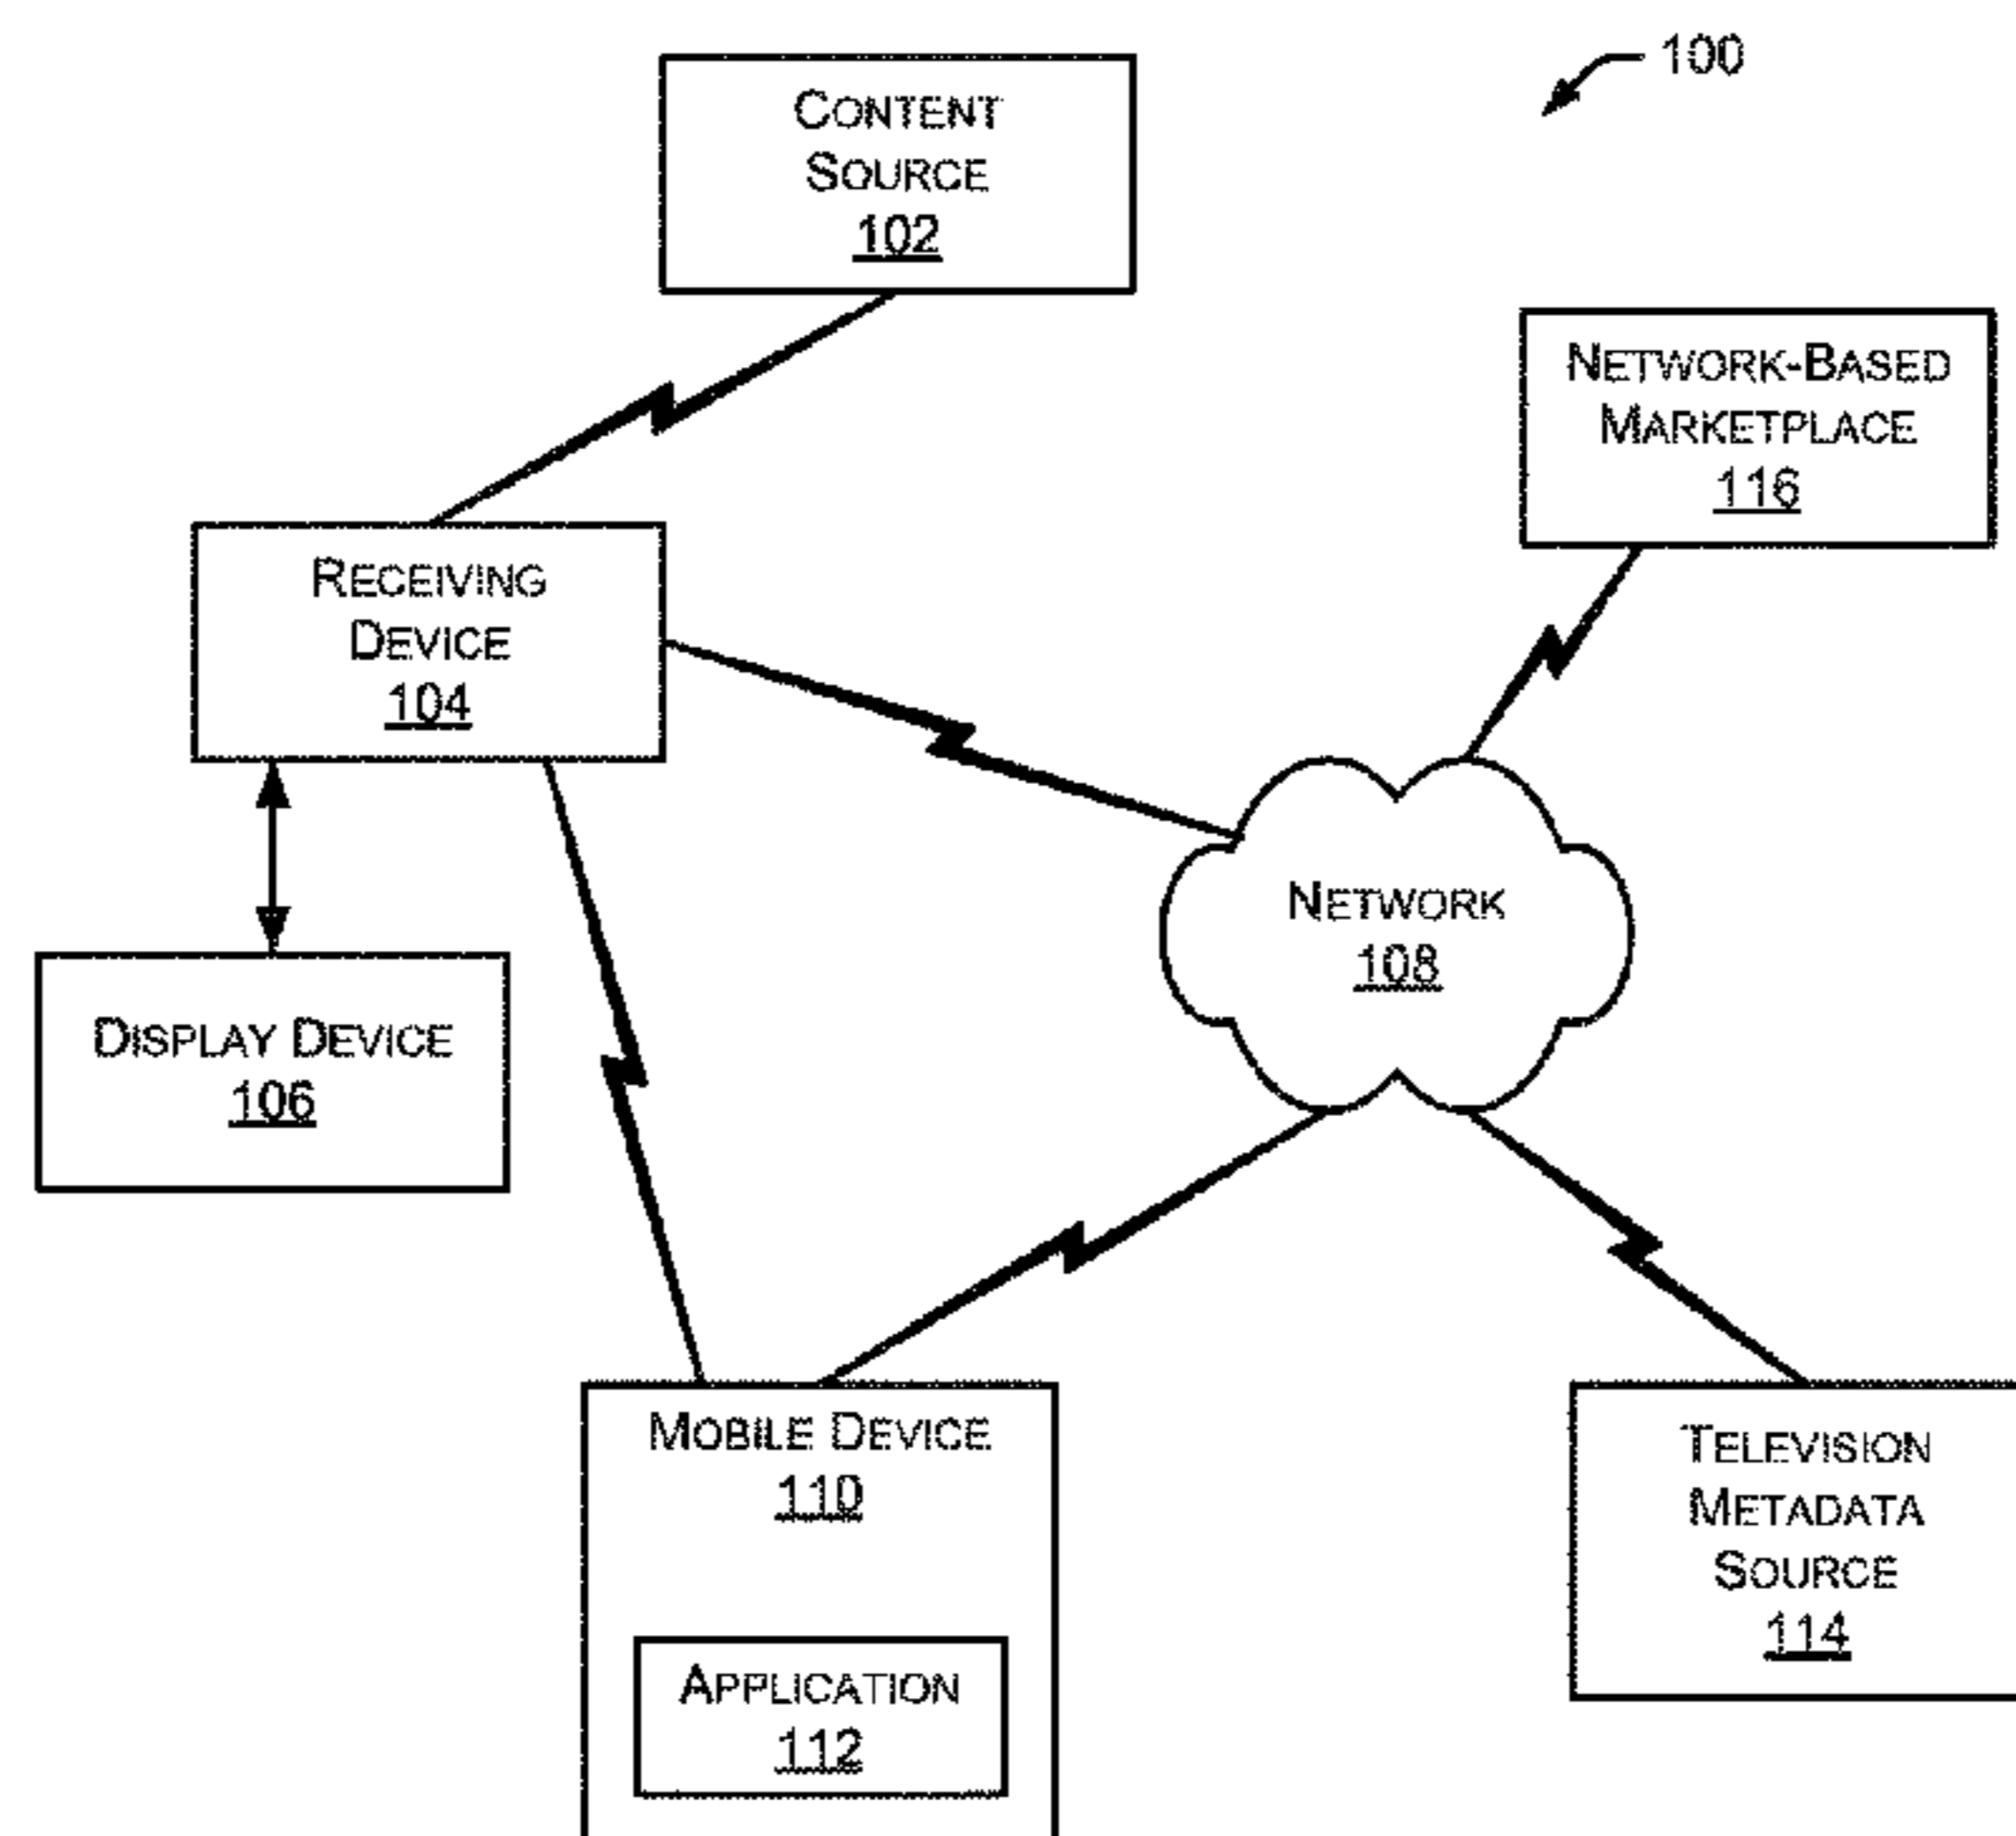 100
CONTENT
SOURCE
102
NETWORK-BASED
MARKETPLACE
116
RECEIVING
DEVICE
104
NETWORK
108
DISPLAY DEVICE
106
MOBILE DEVICE
110
TELEVISION
METADATA
SOURCE
114
APPLICATION
112